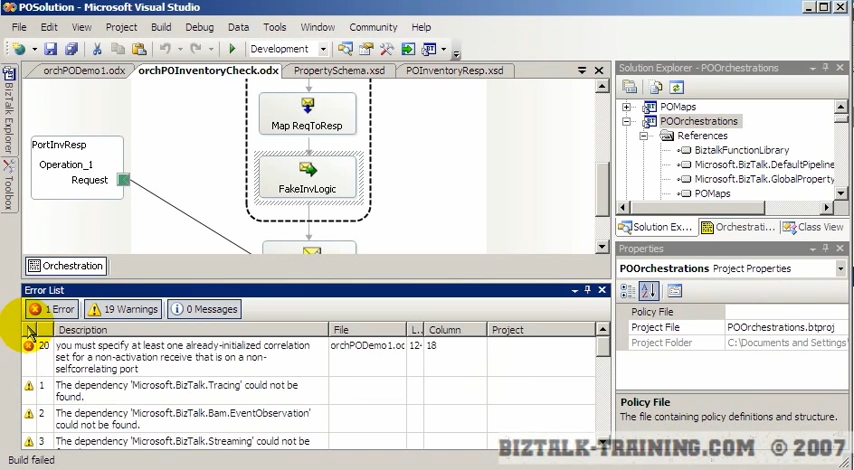 POSolution - Microsoft Visual Studio
File Edit View Project Build Debug Data Tools Window Community Help
Development
orchPODemo1.odx orchPOInventoryCheck.odx PropertySchema.xsd POInventoryResp.xsd
BizTalk Explorer
Toolbox
Map ReqToResp
FakeInvLogic
PortInvResp
Operation_1
Request
Orchestration
Solution Explorer - POOrchestrations
POMaps
POOrchestrations
References
BiztalkFunctionLibrary
Microsoft.BizTalk.DefaultPipeline
Microsoft.BizTalk.GlobalProperty
POMaps
Solution Ex... Orchestrati... Class View
Properties
POOrchestrations Project Properties
Policy File
Project File POOrchestrations.btproj
Project Folder C:\Documents and Settings\
Policy File
The file containing policy definitions and structure.
Error List
1 Error 19 Warnings 0 Messages
Description File L... Column Project
20 you must specify at least one already-initialized correlation orchPODemo1.od 18
set for a non-activation receive that is on a non-
selfcorrelating port
1 The dependency 'Microsoft.BizTalk.Tracing' could not be
found.
2 The dependency 'Microsoft.BizTalk.Bam.EventObservation'
could not be found.
3 The dependency 'Microsoft.BizTalk.Streaming' could not be
found.
Build failed
BIZTALK-TRAINING.COM © 2007